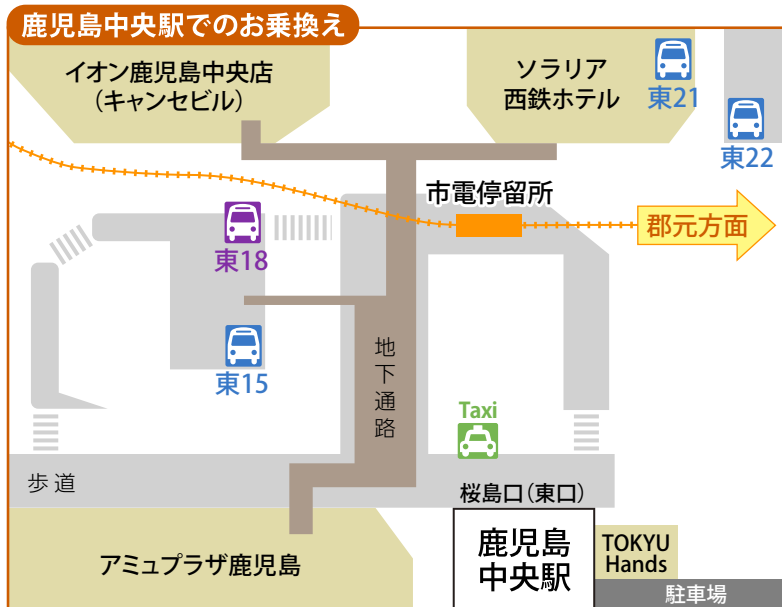 鹿児島中央駅でのお乗換え
イオン鹿児島中央店
(キャンセビル)
ソラリア
西鉄ホテル
東21
東22
市電停留所
郡元方面
東18
東15
地下通路
Taxi
歩道
桜島口(東口)
鹿児島
中央駅
TOKYU
Hands
アミュプラザ鹿児島
駐車場